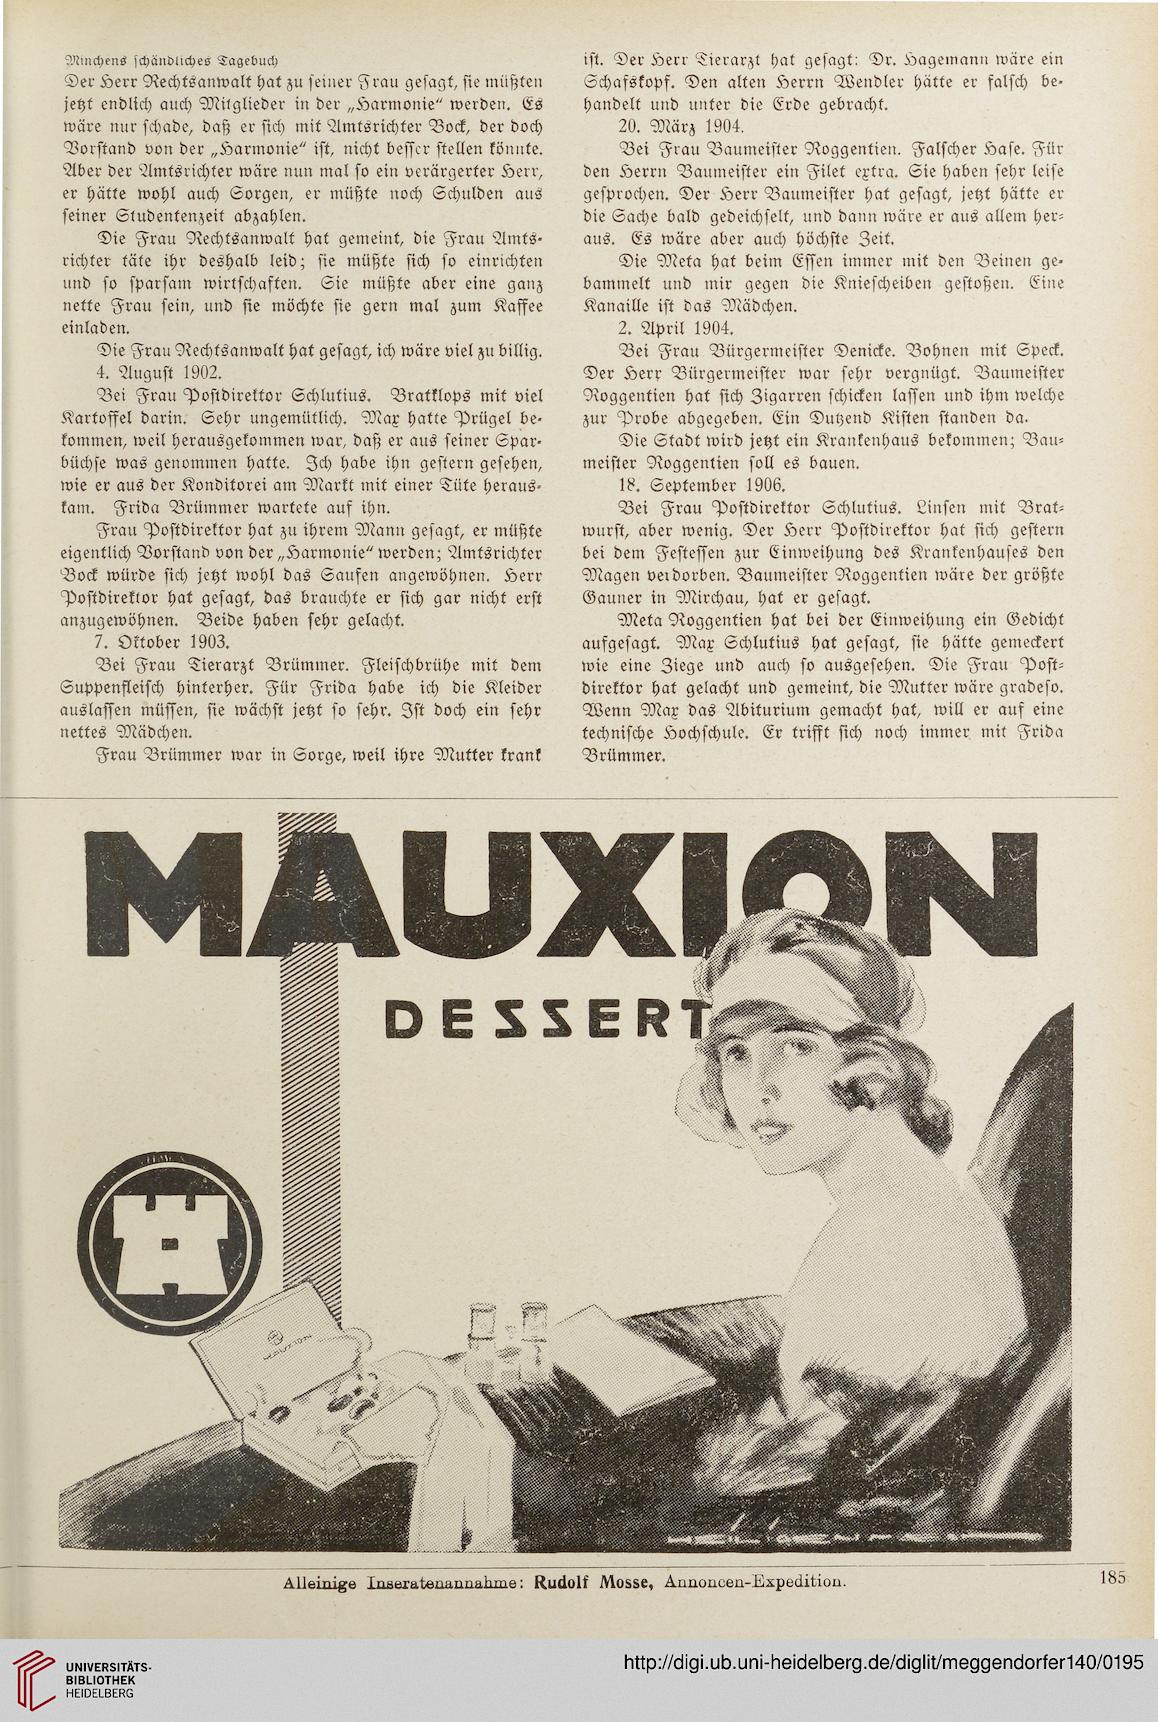 Minchens schändliches Tagebuch
Der Herr Rechtsanwalt hat zu seiner Frau gesagt, sie müßten
jetzt endlich auch Mitglieder in der „Harmonie" werden. Es
wäre nur schade, daß er sich mit Amtsrichter Bock, der doch
Vorstand von der „Harmonie" ist, nicht besser stellen könnte.
Aber der Amtsrichter wäre nun mal so ein verärgerter Herr,
er hätte wohl auch Sorgen, er müßte noch Schulden aus
seiner Studentenzeit abzahlen.
Die Frau Rechtsanwalt hat gemeint, die Frau Amts-
richter täte ihr deshalb leid; sie müßte sich so einrichten
und so sparsam wirtschaften. Sie müßte aber eine ganz
nette Frau sein, und sie möchte sie gern mal zum Kaffee
einladen.
Die Frau Rechtsanwalt hat gesagt, ich wäre viel zu billig.
4. August 1902.
Bei Frau Postdirektor Schlutius. Bratklops mit viel
Kartoffel darin. Sehr ungemütlich. Max hatte Prügel be-
kommen, weil herausgekommen war, daß er aus seiner Spar-
büchse was genommen hatte. Ich habe ihn gestern gesehen,
wie er aus der Konditorei am Markt mit einer Tüte heraus-
kam. Frida Brümmer wartete auf ihn.
Frau Postdirektor hat zu ihrem Mann gesagt, er müßte
eigentlich Vorstand von der „Harmonie" werden; Amtsrichter
Bock würde sich jetzt wohl das Saufen angewöhnen. Herr
Postdirektor hat gesagt, das brauchte er sich gar nicht erst
anzugewöhnen. Beide haben sehr gelacht.
7. Oktober 1903.
Bei Frau Tierarzt Brümmer. Fleischbrühe mit dem
Suppenfleisch hinterher. Für Frida habe ich die Kleider
auslassen müssen, sie wächst jetzt so sehr. Ist doch ein sehr
nettes Mädchen.
Frau Brümmer war in Sorge, weil ihre Mutter krank
ist. Der Herr Tierarzt hat gesagt: Dr. Hagemann wäre ein
Schafskopf. Den alten Herrn Wendler hätte er falsch be-
handelt und unter die Erde gebracht.
20. März 1904.
Bei Frau Baumeister Roggentien. Falscher Hase. Für
den Herrn Baumeister ein Filet extra. Sie haben sehr leise
gesprochen. Der Herr Baumeister hat gesagt, jetzt hätte er
die Sache bald gedeichselt, und dann wäre er aus allem her-
aus. Es wäre aber auch höchste Zeit.
Die Meta hat beim Essen immer mit den Beinen ge-
bammelt und mir gegen die Kniescheiben gestoßen. Eine
Kanaille ist das Mädchen.
2. April 1904.
Bei Frau Bürgermeister Denicke. Bohnen mit Speck.
Der Herr Bürgermeister war sehr vergnügt. Baumeister
Roggentien hat sich Zigarren schicken lassen und ihm welche
zur Probe abgegeben. Ein Dutzend Kisten standen da.
Die Stadt wird jetzt ein Krankenhaus bekommen; Bau-
meister Roggentien soll es bauen.
18. September 1906.
Bei Frau Postdirektor Schlutius. Linsen mit Brat-
wurst, aber wenig. Der Herr Postdirektor hat sich gestern
bei dem Festessen zur Einweihung des Krankenhauses den
Magen verdorben. Baumeister Roggentien wäre der größte
Gauner in Mirchau, hat er gesagt.
Meta Roggentien hat bei der Einweihung ein Gedicht
aufgesagt. Max Schlutius hat gesagt, sie hätte gemeckert
wie eine Ziege und auch so ausgesehen. Die Frau Post-
direktor hat gelacht und gemeint, die Mutter wäre gradeso.
Wenn Max das Abiturium gemacht hat, will er auf eine
technische Hochschule. Er trifft sich noch immer mit Frida
Brümmer.
MAUXION
DESSERT
MAUXION
Alleinige Inseratenannahme: Rudolf Mosse, Annoncen-Expedition.
185
UNIVERSITÄTS-
BIBLIOTHEK
HEIDELBERG
http://digi.ub.uni-heidelberg.de/diglit/meggendorfer140/0195